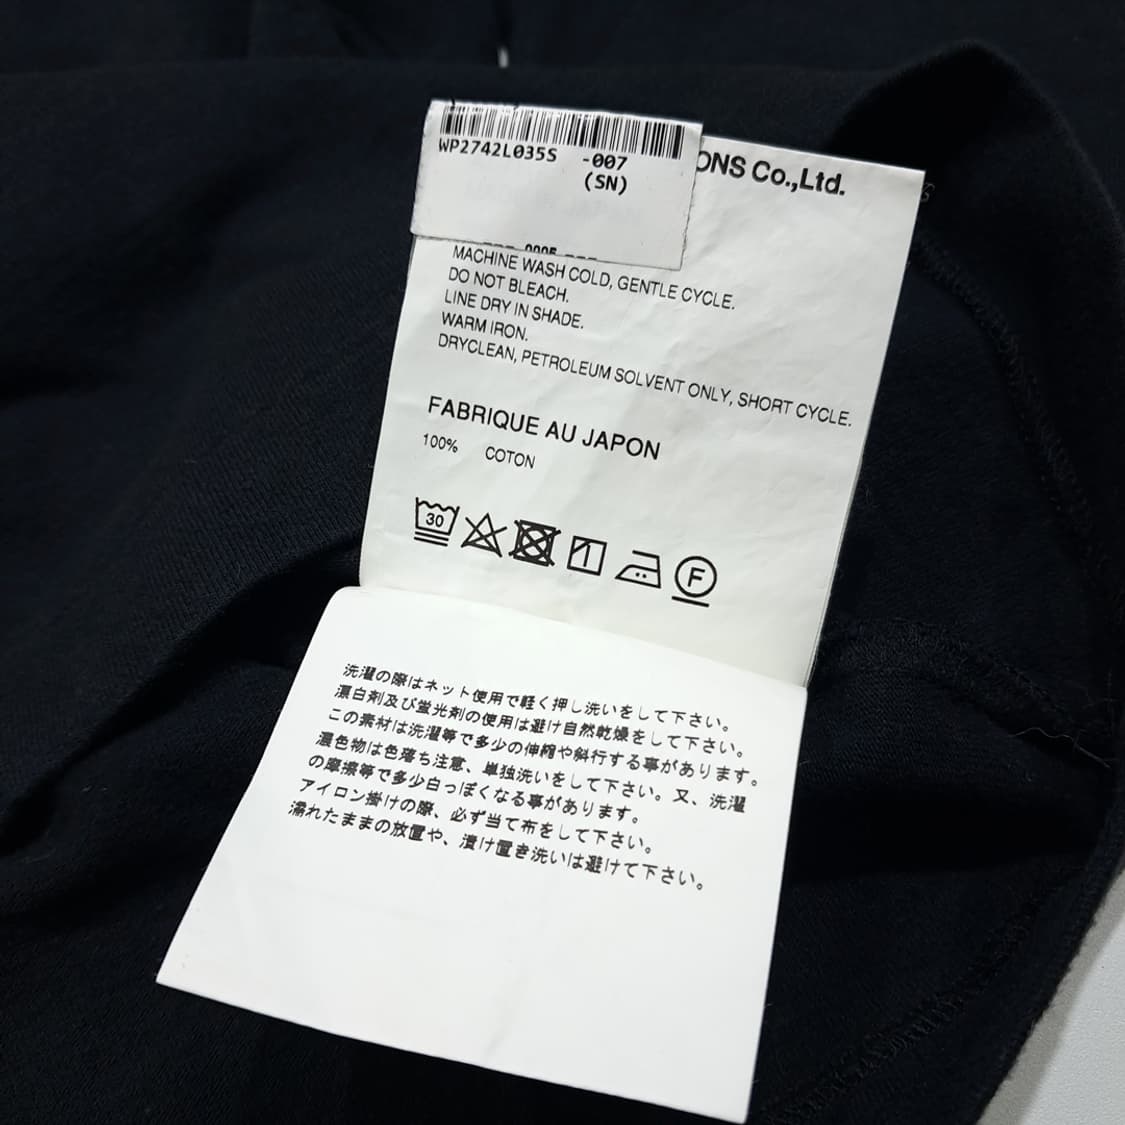 WP2742L035S -007
(SN)
ONS Co.,Ltd.
MACHINE WASH COLD, GENTLE CYCLE.
DO NOT BLEACH.
LINE DRY IN SHADE.
WARM IRON.
DRYCLEAN, PETROLEUM SOLVENT ONLY, SHORT CYCLE.
FABRIQUE AU JAPON
100% COTON
30
F
洗濯の際はネット使用で軽く押し洗いをして下さい。
漂白剤及び蛍光剤の使用は避け自然乾燥をして下さい。
この素材は洗濯等で多少の伸縮や斜行する事があります。
濃色物は色落ち注意、単独洗いをして下さい。又、洗濯
の摩擦等で多少白っぽくなる事があります。
アイロン掛けの際、必ず当て布をして下さい。
濡れたままの放置や、漬け置き洗いは避けて下さい。